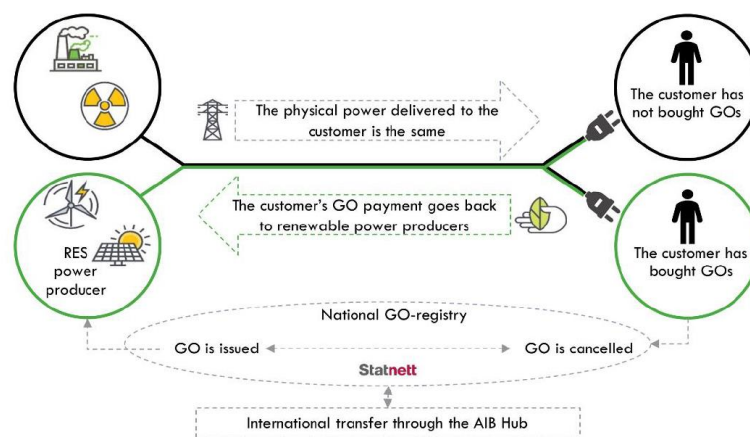 The physical power delivered to the
customer is the same
The customer has
not bought GOs
The customer's GO payment goes back
to renewable power producers
RES
power
producer
The customer has
bought GOs
National GO-registry
GO is issued
GO is cancelled
Statnett
International transfer through the AIB Hub